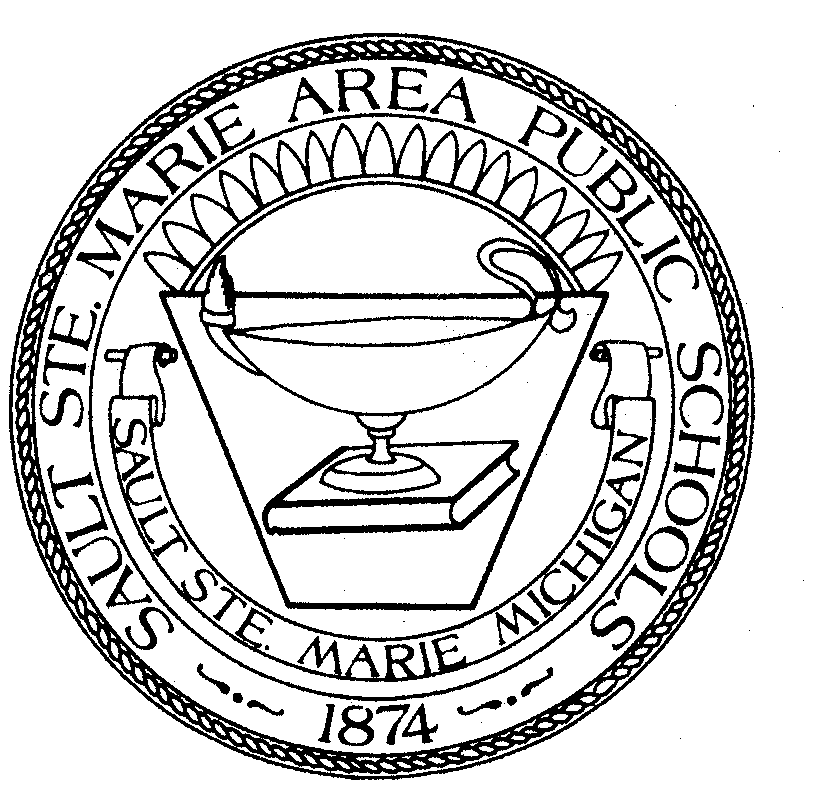 SAULT STE. MARIE AREA PUBLIC SCHOOLS
SAULT STE. MARIE MICHIGAN
1874